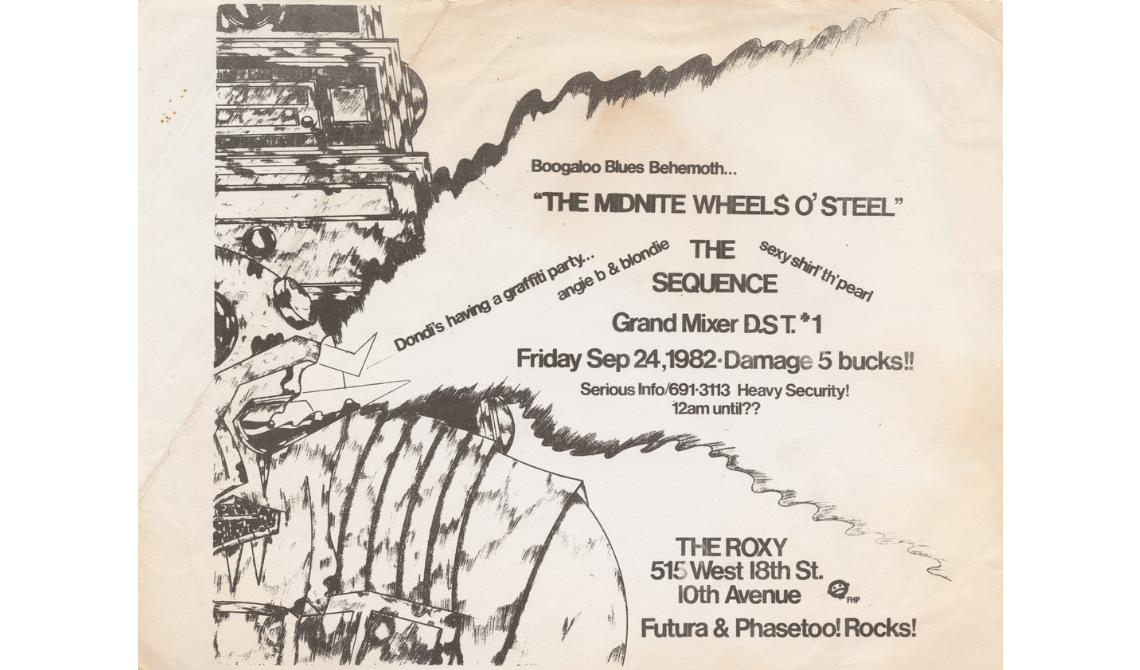 Boogaloo Blues Behemoth...
“THE MIDNITE WHEELS O’ STEEL”
Dondi's having a graffiti party...
angie b & blondie
THE
SEQUENCE
sexy shirl' th' pearl
Grand Mixer D.S.T. #1
Friday Sep 24,1982·Damage 5 bucks!!
Serious Info/691·3113 Heavy Security!
12am until??
THE ROXY
515 West 18th St.
10th Avenue
FHP
Futura & Phasetoo! Rocks!